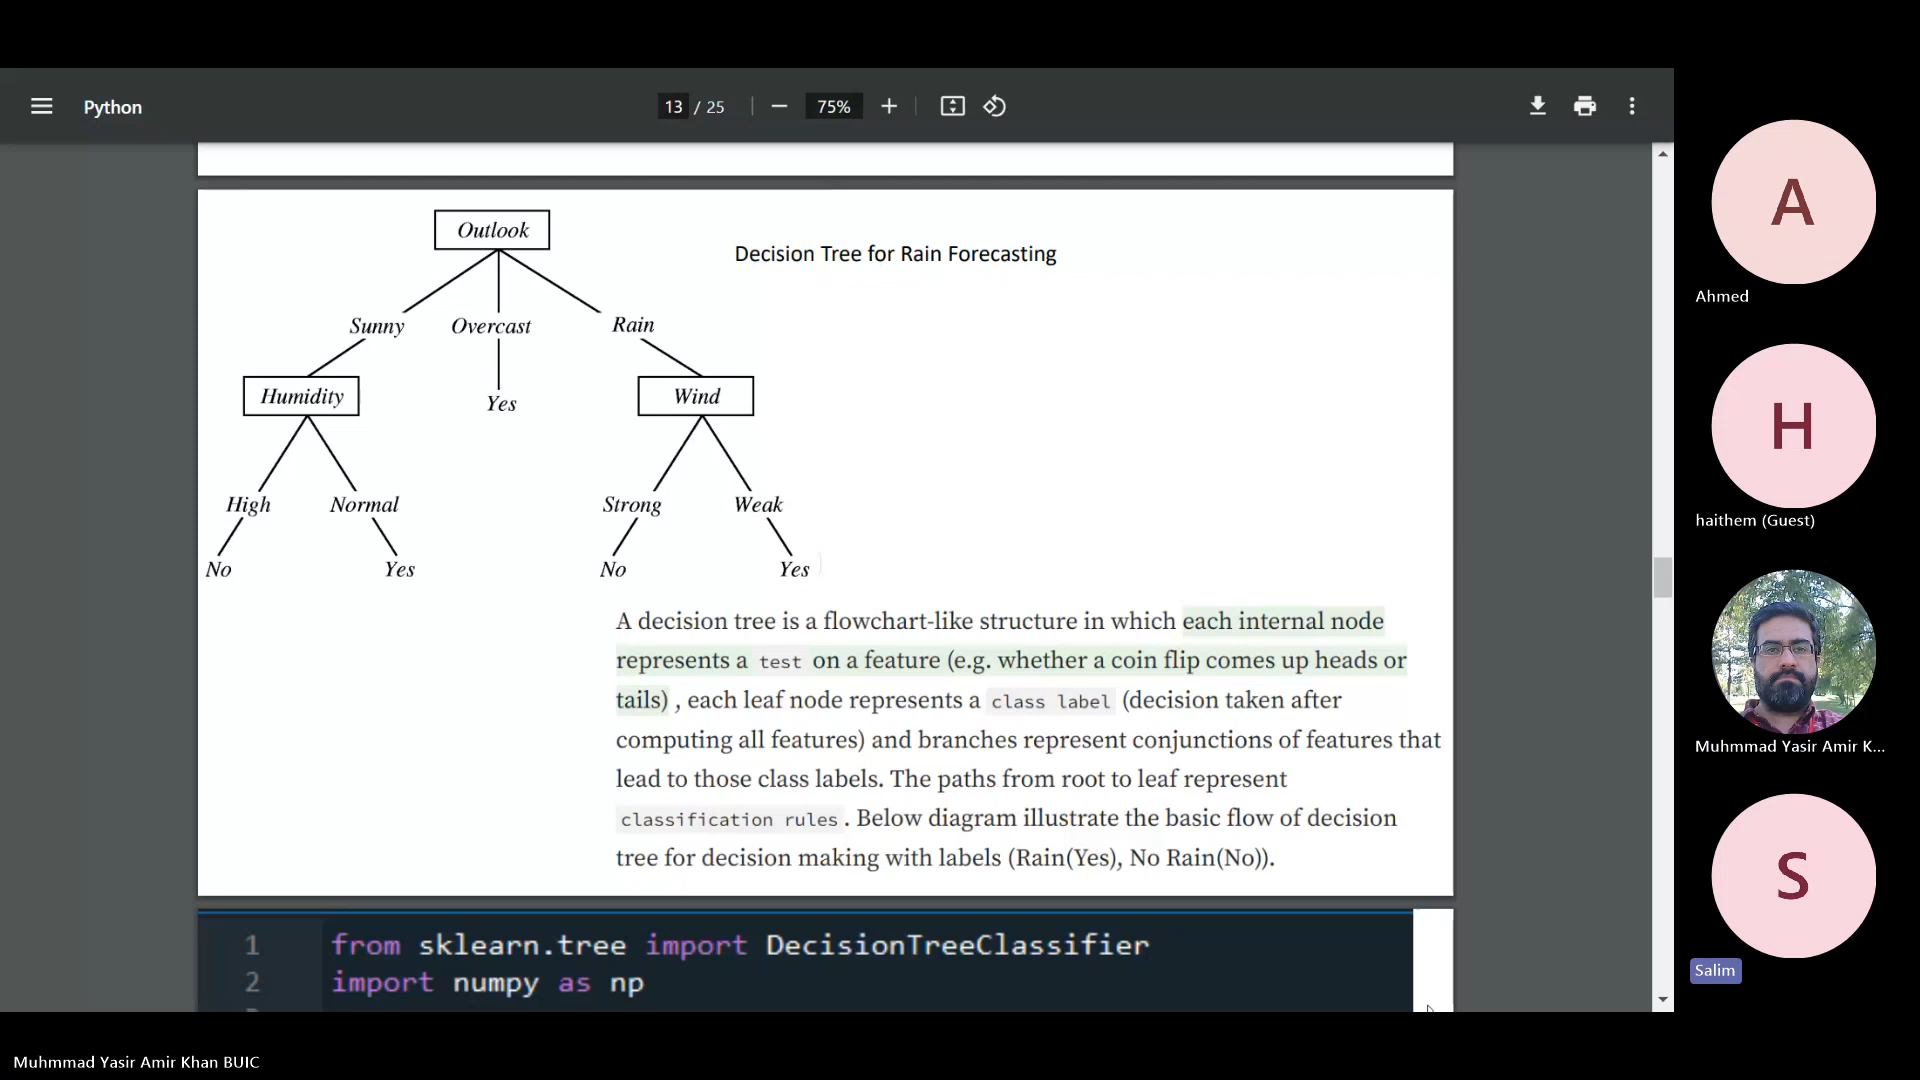 Python
13 / 25
75%
Outlook
Decision Tree for Rain Forecasting
Sunny Overcast Rain
Humidity Yes Wind
High Normal Strong Weak
No Yes No Yes
A decision tree is a flowchart-like structure in which each internal node
represents a test on a feature (e.g. whether a coin flip comes up heads or
tails) , each leaf node represents a class label (decision taken after
computing all features) and branches represent conjunctions of features that
lead to those class labels. The paths from root to leaf represent
classification rules . Below diagram illustrate the basic flow of decision
tree for decision making with labels (Rain(Yes), No Rain(No)).
1 from sklearn.tree import DecisionTreeClassifier
2 import numpy as np
A
Ahmed
H
haithem (Guest)
Muhmmad Yasir Amir K...
S
Salim
Muhmmad Yasir Amir Khan BUIC